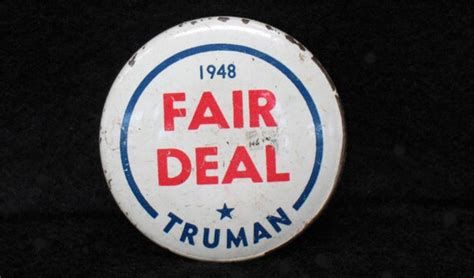 1948
FAIR
DEAL
★
TRUMAN